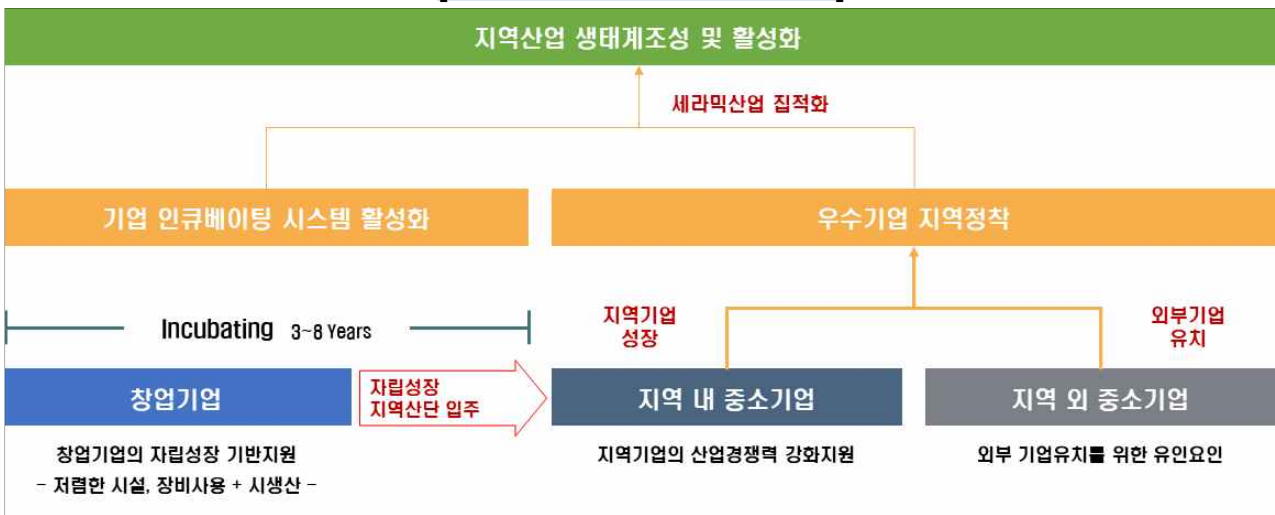 지역산업 생태계조성 및 활성화
세라믹산업 집적화
기업 인큐베이팅 시스템 활성화
우수기업 지역정착
Incubating 3~8 Years
지역기업
성장
외부기업
유치
창업기업
자립성장
지역산단 입주
지역 내 중소기업
지역 외 중소기업
창업기업의 자립성장 기반지원
- 저렴한 시설, 장비사용 + 시생산 -
지역기업의 산업경쟁력 강화지원
외부 기업유치를 위한 유인요인